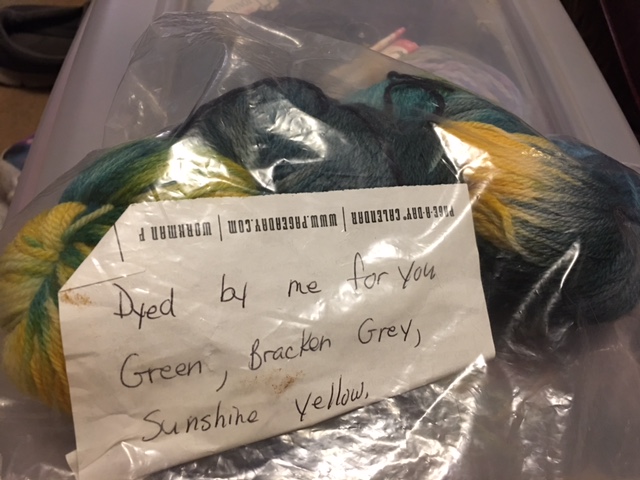 PAGE-A-DAY® CALENDAR | WWW.PAGEADAY.COM | WORKMAN P
Dyed by me for you
Green, Bracken Grey,
Sunshine Yellow.